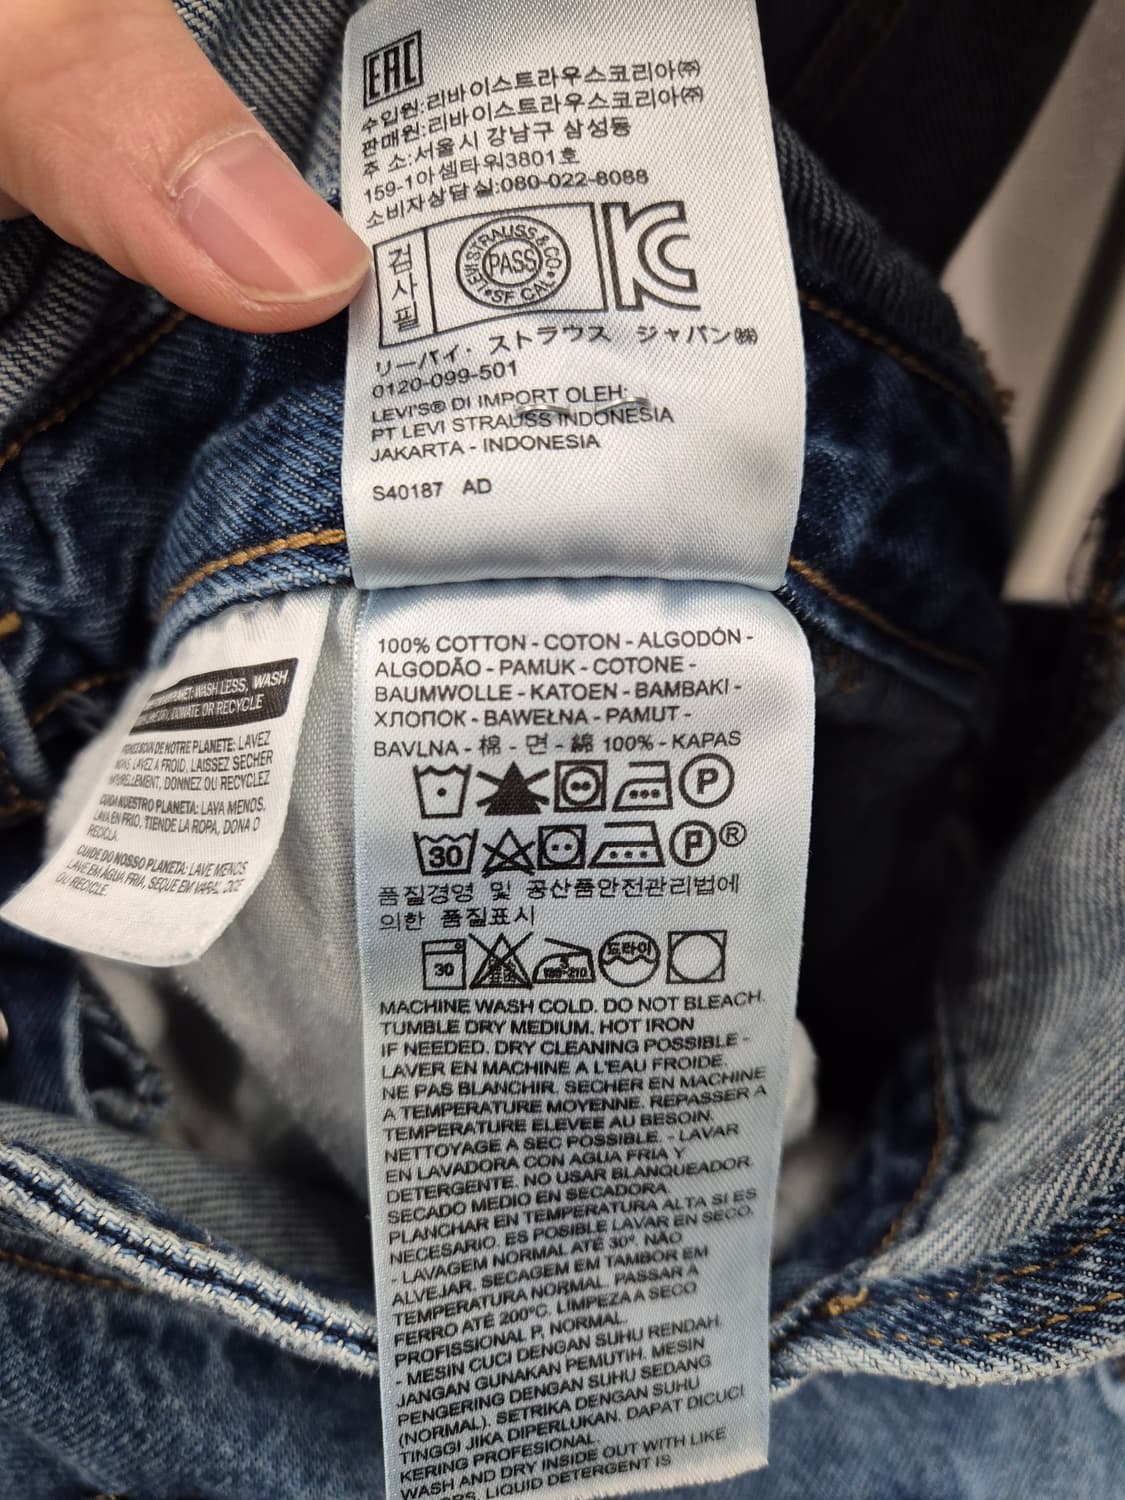 EAC
수입원:리바이스트라우스코리아㈜
판매원:리바이스트라우스코리아㈜
주 소:서울시 강남구 삼성동
159-1아셈타워3801호
소비자상담실:080-022-8088
검사필
LEVI STRAUSS & CO
PASS
SF CAL
KC
リーバイ・ストラウス ジャパン㈱
0120-099-501
LEVI'S® DI IMPORT OLEH:
PT LEVI STRAUSS INDONESIA
JAKARTA - INDONESIA
S40187 AD
100% COTTON - COTON - ALGODÓN -
ALGODÃO - PAMUK - COTONE -
BAUMWOLLE - KATOEN - BAMBAKI -
ХЛОПОК - BAWEŁNA - PAMUT -
BAVLNA - 棉 - 면 - 綿 100% - KAPAS
P
30
P®
품질경영 및 공산품안전관리법에
의한 품질표시
30
3
180-210
드라이
MACHINE WASH COLD. DO NOT BLEACH.
TUMBLE DRY MEDIUM. HOT IRON
IF NEEDED. DRY CLEANING POSSIBLE -
LAVER EN MACHINE A L'EAU FROIDE.
NE PAS BLANCHIR. SECHER EN MACHINE
A TEMPERATURE MOYENNE. REPASSER A
TEMPERATURE ELEVEE AU BESOIN.
NETTOYAGE A SEC POSSIBLE. - LAVAR
EN LAVADORA CON AGUA FRIA Y
DETERGENTE. NO USAR BLANQUEADOR.
SECADO MEDIO EN SECADORA.
PLANCHAR EN TEMPERATURA ALTA SI ES
NECESARIO. ES POSIBLE LAVAR EN SECO.
- LAVAGEM NORMAL ATÉ 30º. NÃO
ALVEJAR. SECAGEM EM TAMBOR EM
TEMPERATURA NORMAL. PASSAR A
FERRO ATÉ 200ºC. LIMPEZA A SECO
PROFISSIONAL P, NORMAL.
- MESIN CUCI DENGAN SUHU RENDAH.
JANGAN GUNAKAN PEMUTIH. MESIN
PENGERING DENGAN SUHU SEDANG
(NORMAL). SETRIKA DENGAN SUHU
TINGGI JIKA DIPERLUKAN. DAPAT DICUCI
KERING PROFESIONAL
WASH AND DRY INSIDE OUT WITH LIKE
LIQUID DETERGENT IS
WASH LESS, WASH
DONATE OR RECYCLE
SOIN DE NOTRE PLANETE: LAVEZ
MOINS, LAVEZ A FROID, LAISSEZ SECHER
NATURELLEMENT, DONNEZ OU RECYCLEZ
CUIDA NUESTRO PLANETA: LAVA MENOS,
LAVA EN FRIO, TIENDE LA ROPA, DONA O
RECICLA.
CUIDE DO NOSSO PLANETA: LAVE MENOS
LAVE EM ÁGUA FRIA, SEQUE EM VARAL, DOE
OU RECICLE.